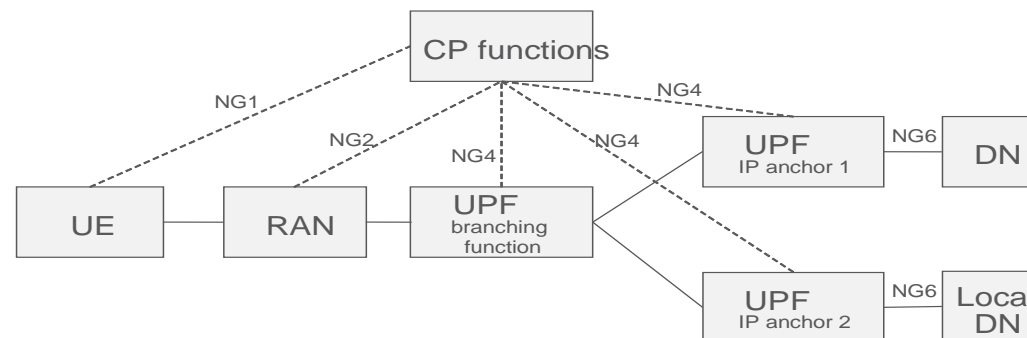 CP functions
NG1
NG2
NG4
NG4
NG4
UPF
IP anchor 1
NG6
DN
UE
RAN
UPF
branching
function
UPF
IP anchor 2
NG6
Loca
DN